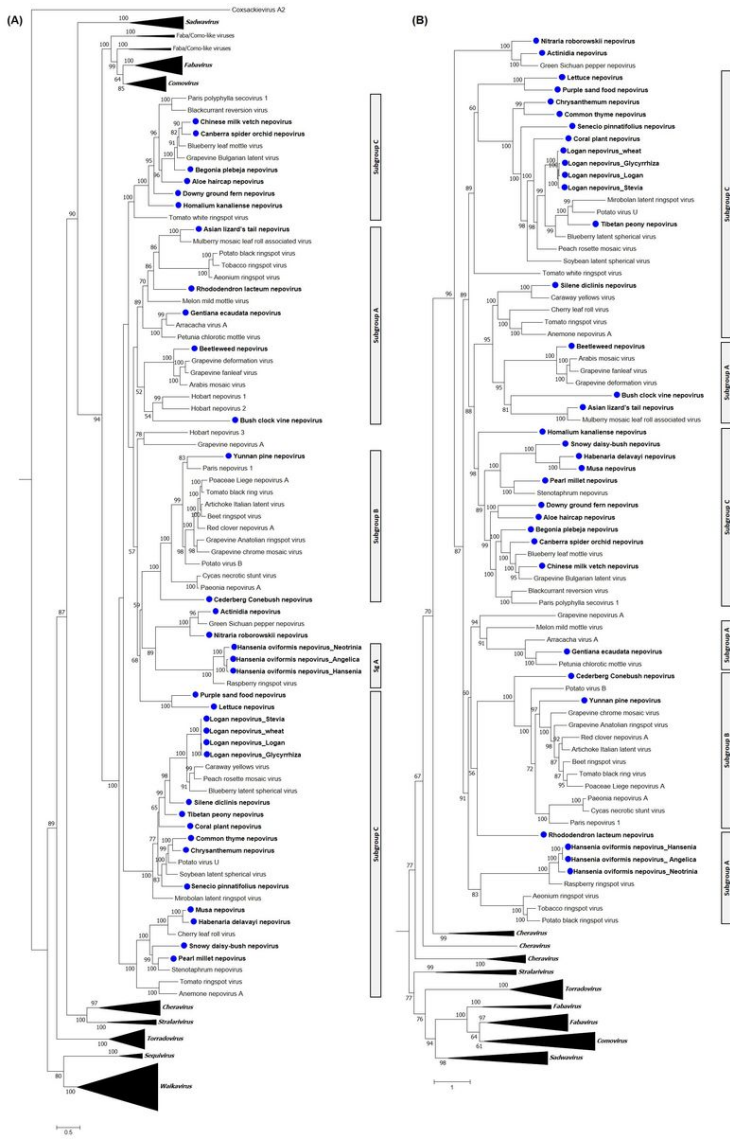 (A)
Coxsackievirus A2
Sadwavirus
Faba/Como-like viruses
Faba/Como-like viruses
Fabavirus
Comovirus
Paris polyphylla secovirus 1
Blackcurrant reversion virus
Chinese milk vetch nepovirus
Canberra spider orchid nepovirus
Blueberry leaf mottle virus
Grapevine Bulgarian latent virus
Begonia plebeja nepovirus
Aloe haircap nepovirus
Downy ground fern nepovirus
Homalium kanaliense nepovirus
Tomato white ringspot virus
Subgroup C
Asian lizard's tail nepovirus
Mulberry mosaic leaf roll associated virus
Potato black ringspot virus
Tobacco ringspot virus
Aeonium ringspot virus
Rhododendron lacteum nepovirus
Melon mild mottle virus
Gentiana ecaudata nepovirus
Arracacha virus A
Petunia chlorotic mottle virus
Beetleweed nepovirus
Grapevine deformation virus
Grapevine fanleaf virus
Arabis mosaic virus
Hobart nepovirus 1
Hobart nepovirus 2
Bush clock vine nepovirus
Subgroup A
Hobart nepovirus 3
Grapevine nepovirus A
Yunnan pine nepovirus
Paris nepovirus 1
Poaceae Liege nepovirus A
Tomato black ring virus
Artichoke Italian latent virus
Beet ringspot virus
Red clover nepovirus A
Grapevine Anatolian ringspot virus
Grapevine chrome mosaic virus
Potato virus B
Cycas necrotic stunt virus
Paeonia nepovirus A
Cederberg Conebush nepovirus
Subgroup B
Actinidia nepovirus
Green Sichuan pepper nepovirus
Nitraria roborowskii nepovirus
Hansenia oviformis nepovirus_Neotrinia
Hansenia oviformis nepovirus_Angelica
Hansenia oviformis nepovirus_Hansenia
Raspberry ringspot virus
Sg A
Purple sand food nepovirus
Lettuce nepovirus
Logan nepovirus_Stevia
Logan nepovirus_wheat
Logan nepovirus_Logan
Logan nepovirus_Glycyrrhiza
Caraway yellows virus
Peach rosette mosaic virus
Blueberry latent spherical virus
Silene diclinis nepovirus
Tibetan peony nepovirus
Coral plant nepovirus
Common thyme nepovirus
Chrysanthemum nepovirus
Potato virus U
Soybean latent spherical virus
Senecio pinnatifolius nepovirus
Mirobolan latent ringspot virus
Musa nepovirus
Habenaria delavayi nepovirus
Cherry leaf roll virus
Snowy daisy-bush nepovirus
Pearl millet nepovirus
Stenotaphrum nepovirus
Tomato ringspot virus
Anemone nepovirus A
Subgroup C
Cheravirus
Stralarivirus
Torradovirus
Sequivirus
Waikavirus
0.5
(B)
Nitraria roborowskii nepovirus
Actinidia nepovirus
Green Sichuan pepper nepovirus
Lettuce nepovirus
Purple sand food nepovirus
Chrysanthemum nepovirus
Common thyme nepovirus
Senecio pinnatifolius nepovirus
Coral plant nepovirus
Logan nepovirus_wheat
Logan nepovirus_Glycyrrhiza
Logan nepovirus_Logan
Logan nepovirus_Stevia
Mirobolan latent ringspot virus
Potato virus U
Tibetan peony nepovirus
Blueberry latent spherical virus
Peach rosette mosaic virus
Soybean latent spherical virus
Tomato white ringspot virus
Silene diclinis nepovirus
Caraway yellows virus
Cherry leaf roll virus
Tomato ringspot virus
Anemone nepovirus A
Subgroup C
Beetleweed nepovirus
Arabis mosaic virus
Grapevine fanleaf virus
Grapevine deformation virus
Bush clock vine nepovirus
Asian lizard's tail nepovirus
Mulberry mosaic leaf roll associated virus
Subgroup A
Homalium kanaliense nepovirus
Snowy daisy-bush nepovirus
Habenaria delavayi nepovirus
Musa nepovirus
Pearl millet nepovirus
Stenotaphrum nepovirus
Downy ground fern nepovirus
Aloe haircap nepovirus
Begonia plebeja nepovirus
Canberra spider orchid nepovirus
Blueberry leaf mottle virus
Chinese milk vetch nepovirus
Grapevine Bulgarian latent virus
Blackcurrant reversion virus
Paris polyphylla secovirus 1
Subgroup C
Grapevine nepovirus A
Melon mild mottle virus
Arracacha virus A
Gentiana ecaudata nepovirus
Petunia chlorotic mottle virus
Subgroup A
Cederberg Conebush nepovirus
Potato virus B
Yunnan pine nepovirus
Grapevine chrome mosaic virus
Grapevine Anatolian ringspot virus
Red clover nepovirus A
Artichoke Italian latent virus
Beet ringspot virus
Tomato black ring virus
Poaceae Liege nepovirus A
Paeonia nepovirus A
Cycas necrotic stunt virus
Paris nepovirus 1
Subgroup B
Rhododendron lacteum nepovirus
Hansenia oviformis nepovirus_Hansenia
Hansenia oviformis nepovirus_ Angelica
Hansenia oviformis nepovirus_Neotrinia
Raspberry ringspot virus
Aeonium ringspot virus
Tobacco ringspot virus
Potato black ringspot virus
Subgroup A
Cheravirus
Cheravirus
Cheravirus
Stralarivirus
Torradovirus
Fabavirus
Fabavirus
Comovirus
Sadwavirus
1